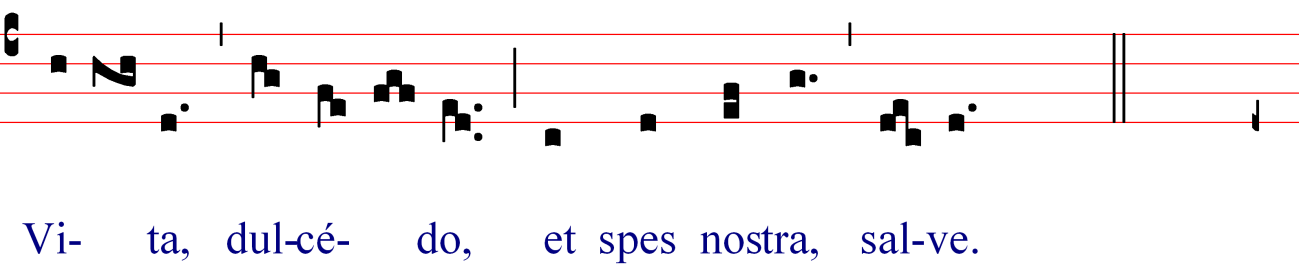 Vi- ta, dul-cé- do, et spes nostra, sal-ve.